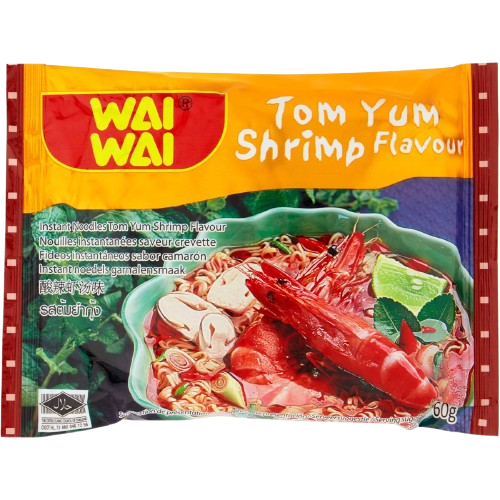 WAI
WAI
®
Tom Yum
Shrimp Flavour
Instant Noodles Tom Yum Shrimp Flavour
Nouilles Instantanées saveur crevette
Fideos Instantáneos sabor camarón
Instant noedels garnalensmaak
酸辣虾汤味
รสต้มยำกุ้ง
60g